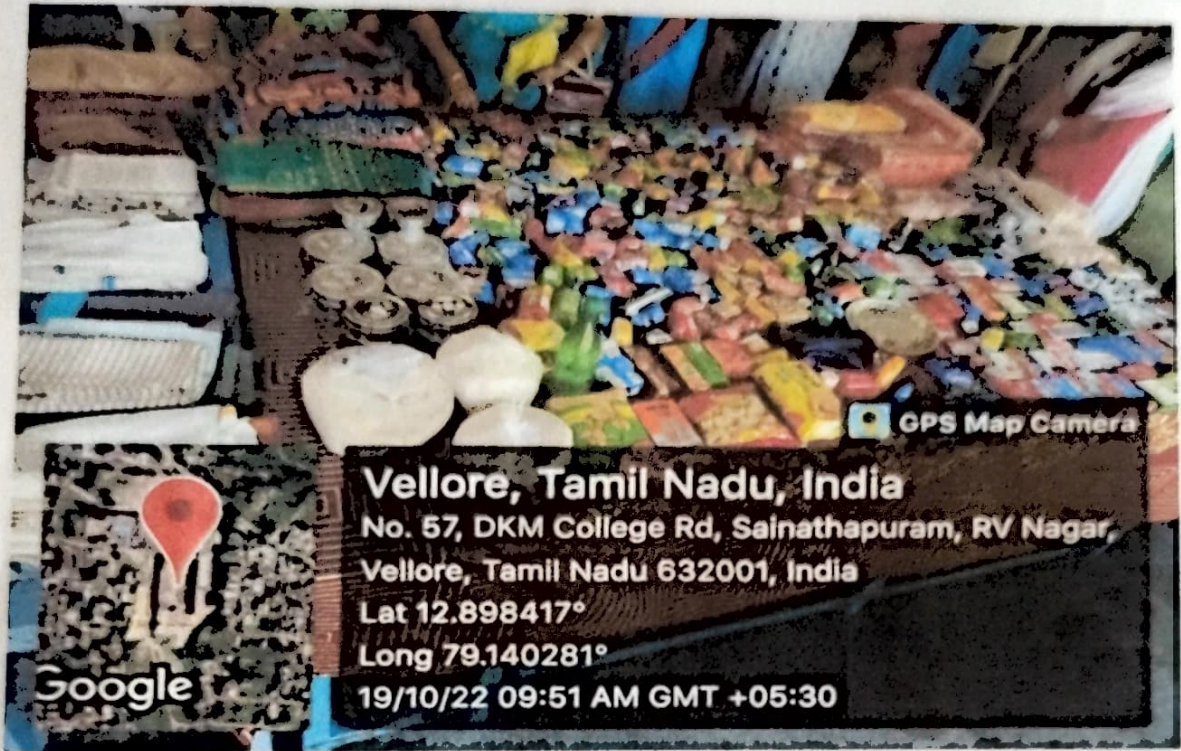 GPS Map Camera
Vellore, Tamil Nadu, India
No. 57, DKM College Rd, Sainathapuram, RV Nagar,
Vellore, Tamil Nadu 632001, India
Lat 12.898417°
Long 79.140281°
19/10/22 09:51 AM GMT +05:30
Google